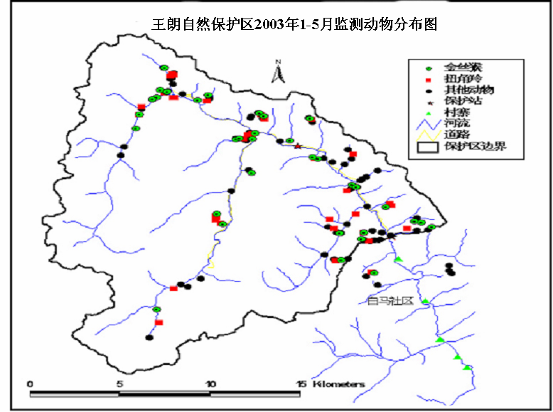 王朗自然保护区2003年1-5月监测动物分布图
N
金丝猴
扭角羚
其他动物
保护站
村寨
河流
道路
保护区边界
白马社区
0 5 10 15 Kilometers